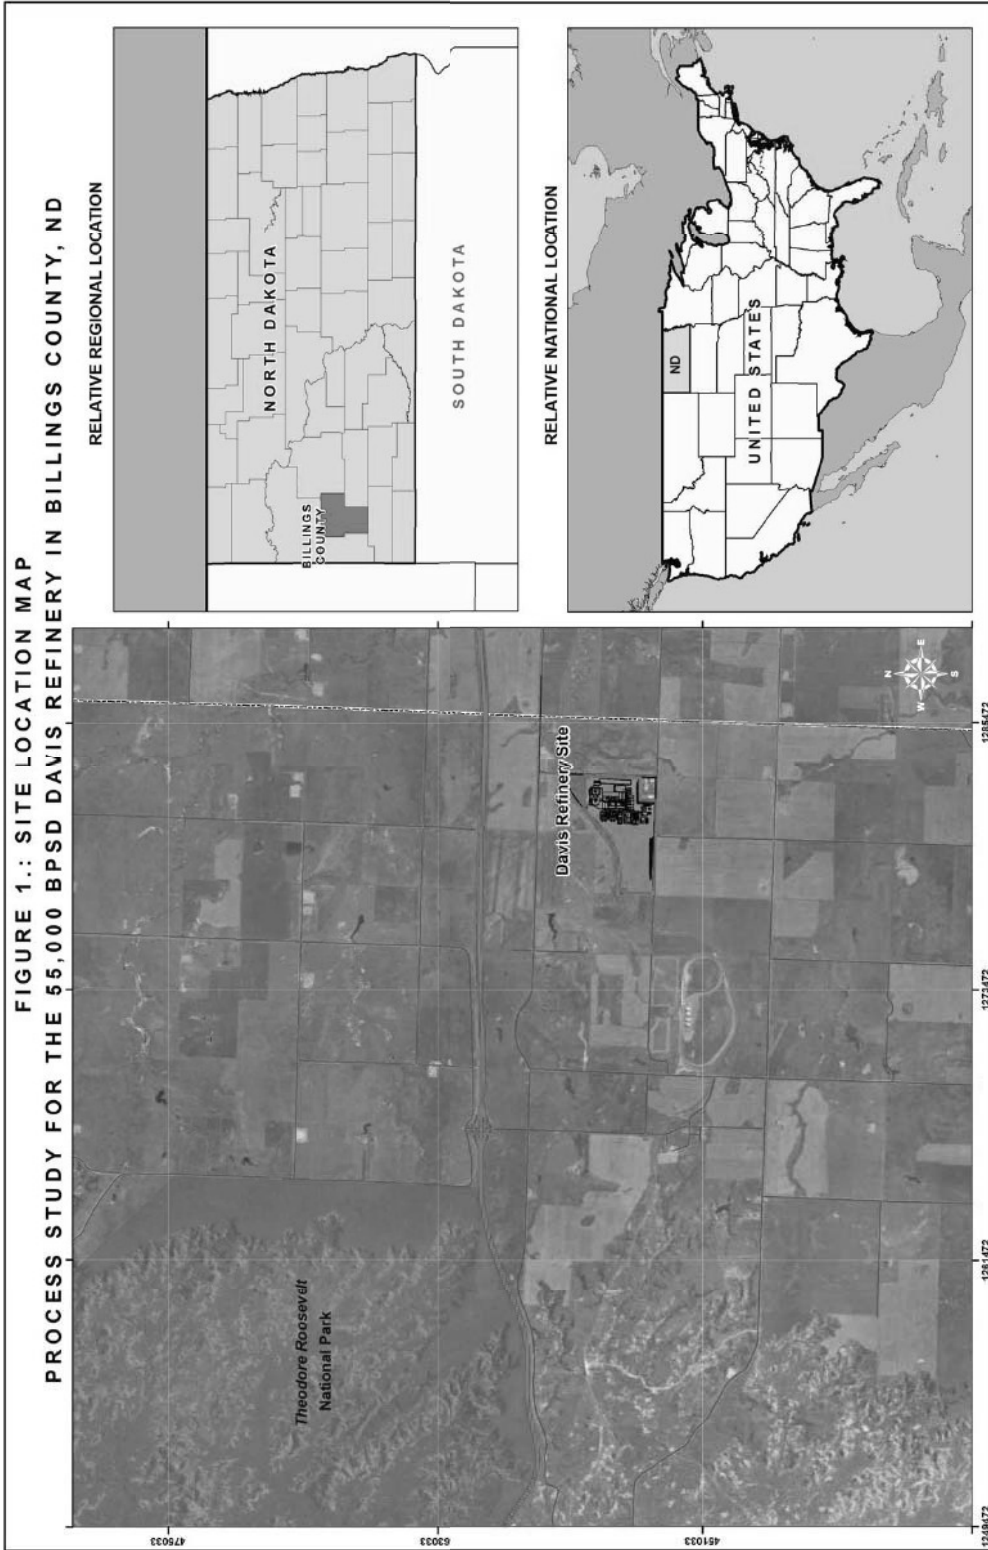 FIGURE 1.: SITE LOCATION MAP
PROCESS STUDY FOR THE 55,000 BPSD DAVIS REFINERY IN BILLINGS COUNTY, ND
Theodore Roosevelt
National Park
Davis Refinery Site
N
W
E
S
475033
63033
451033
1249472
1261472
1273472
1285472
RELATIVE REGIONAL LOCATION
NORTH DAKOTA
BILLINGS
COUNTY
SOUTH DAKOTA
RELATIVE NATIONAL LOCATION
ND
UNITED STATES